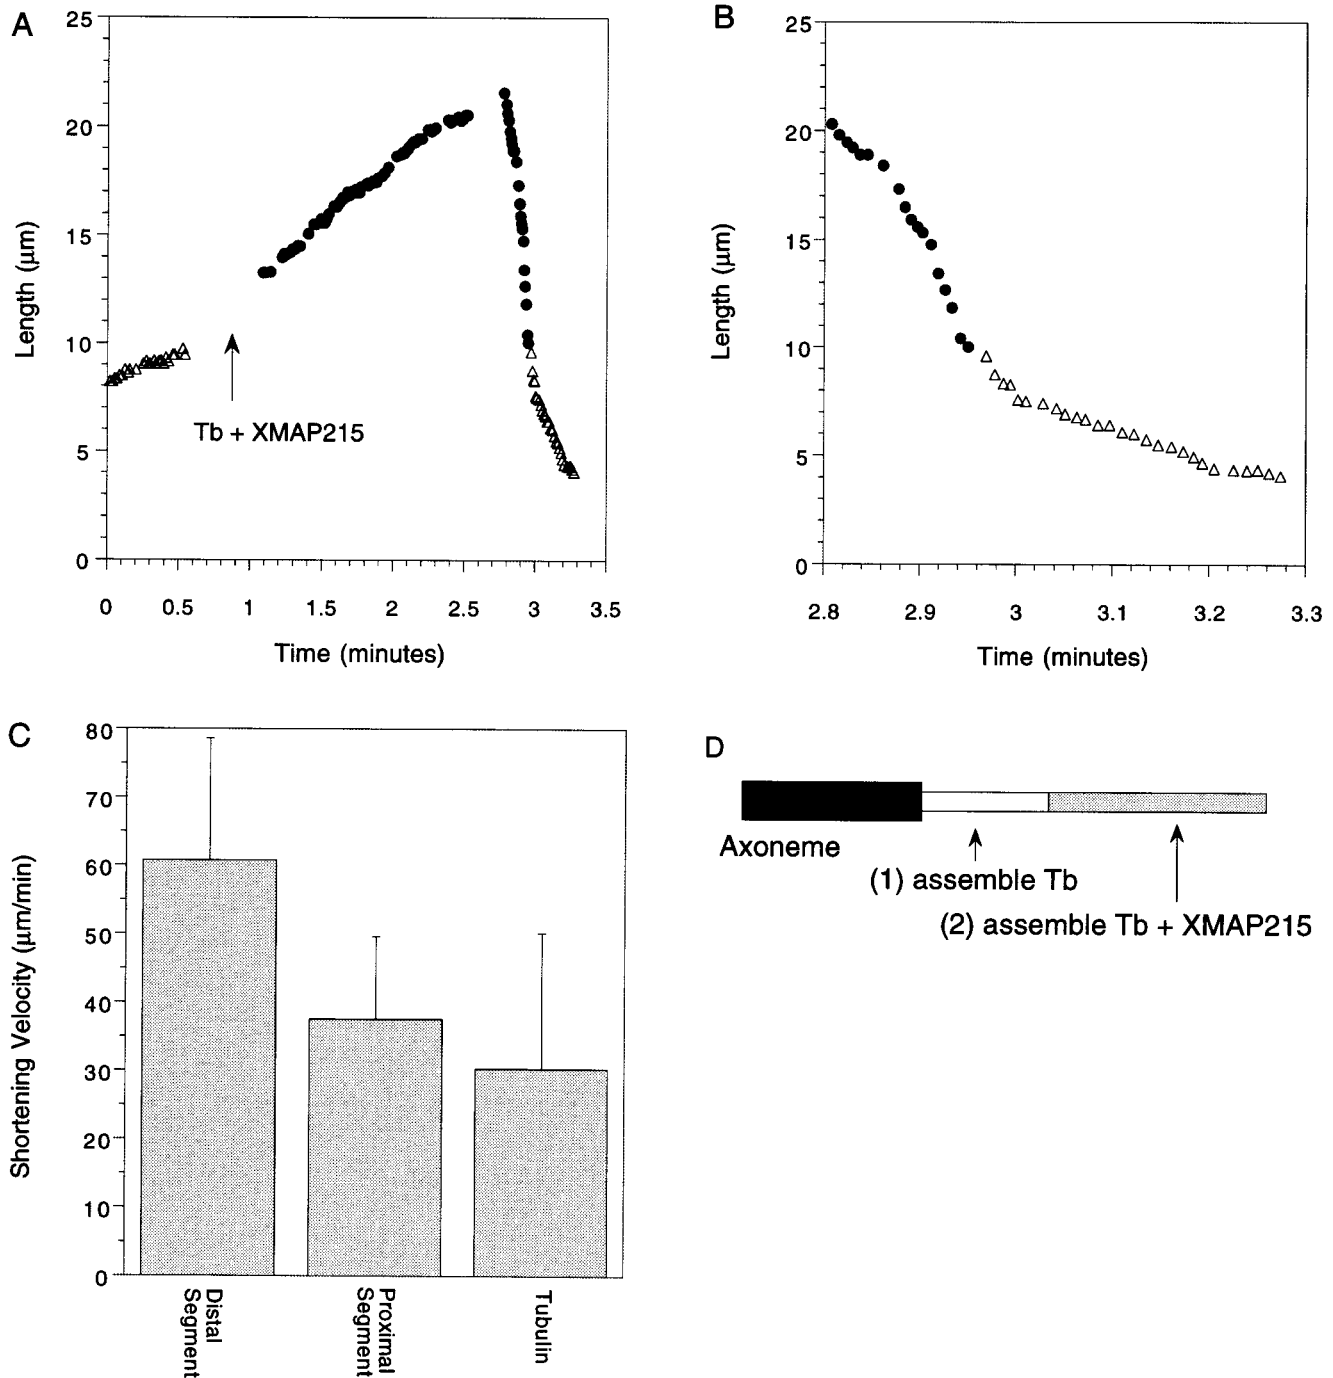 A
25
20
15
10
5
0
Length (µm)
Tb + XMAP215
0 0.5 1 1.5 2 2.5 3 3.5
Time (minutes)
B
25
20
15
10
5
0
Length (µm)
2.8 2.9 3 3.1 3.2 3.3
Time (minutes)
C
80
70
60
50
40
30
20
10
0
Shortening Velocity (µm/min)
Distal
Segment
Proximal
Segment
Tubulin
D
Axoneme
(1) assemble Tb
(2) assemble Tb + XMAP215